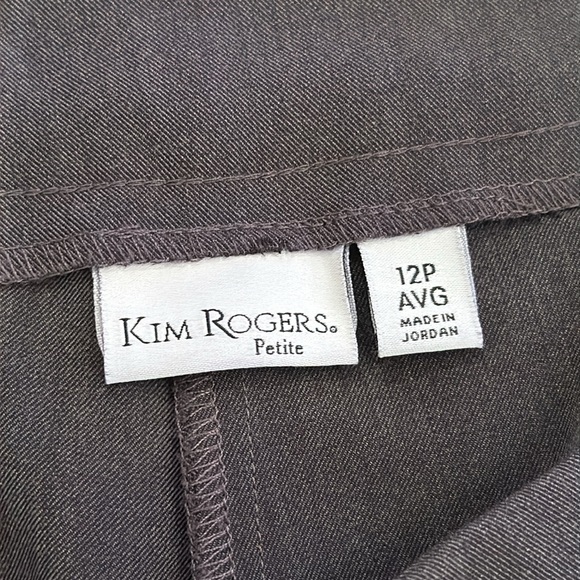 KIM ROGERS®
Petite
12P
AVG
MADE IN
JORDAN